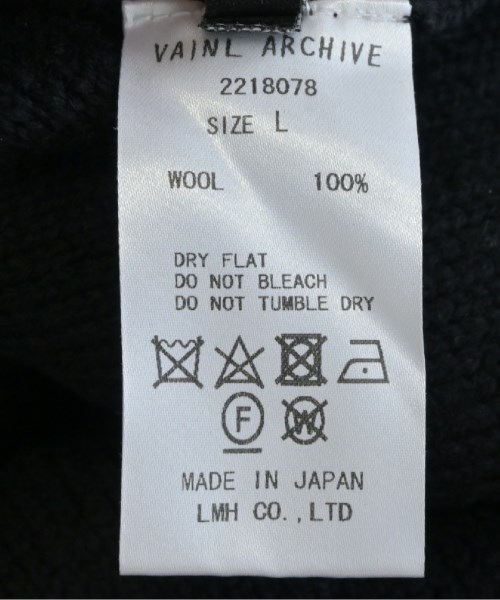 VAINL ARCHIVE
2218078
SIZE L
WOOL 100%
DRY FLAT
DO NOT BLEACH
DO NOT TUMBLE DRY
F W
MADE IN JAPAN
LMH CO.,LTD